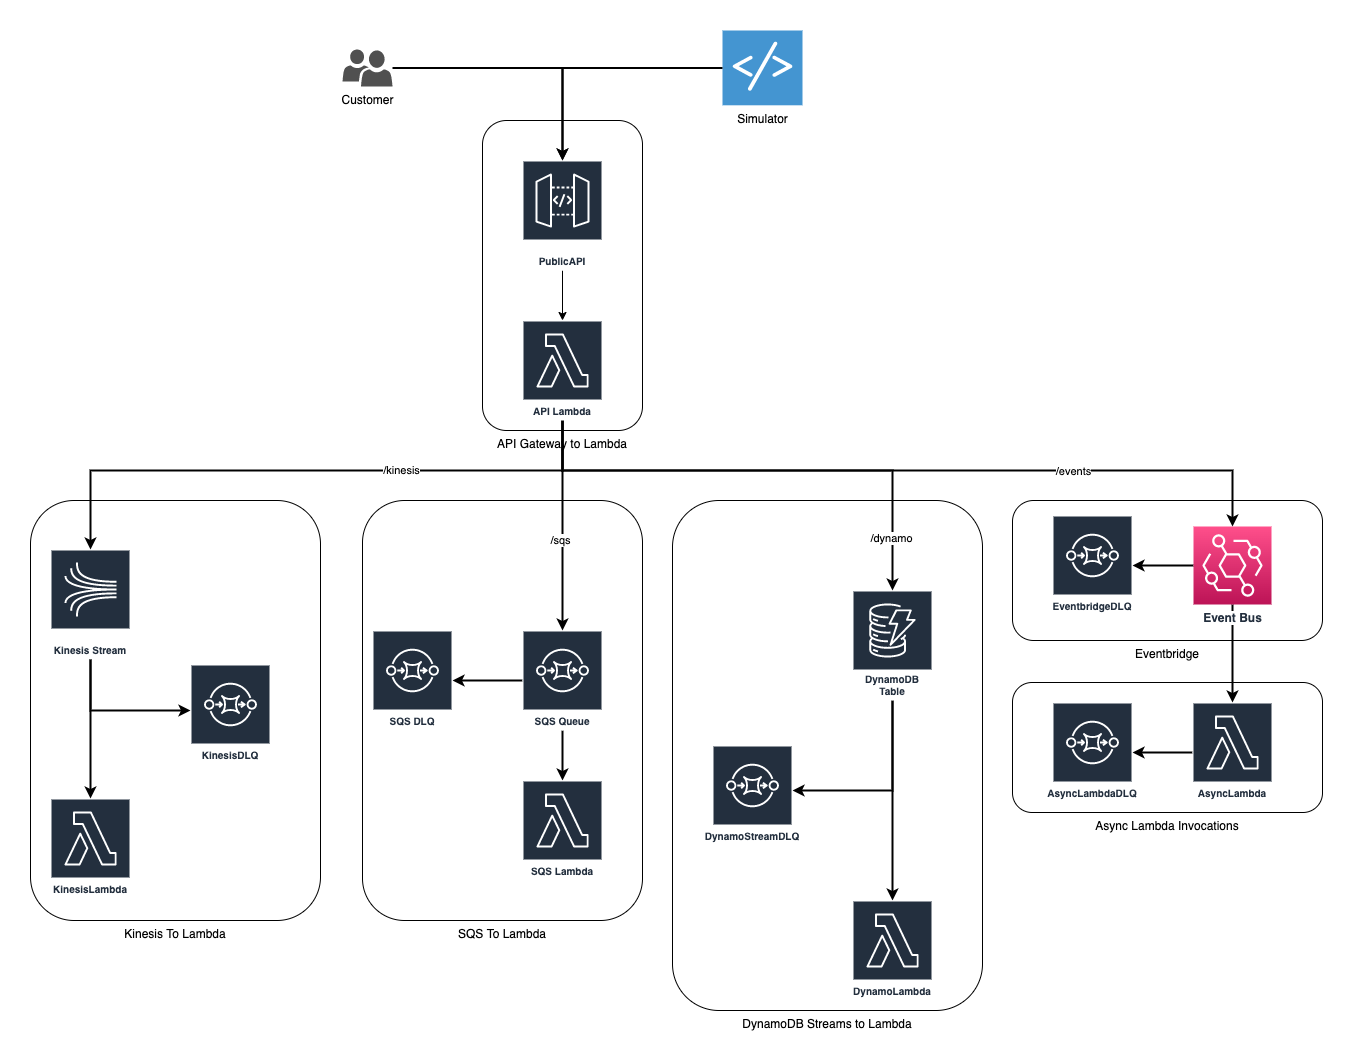 Customer
Simulator
PublicAPI
API Lambda
API Gateway to Lambda
/kinesis
/events
/sqs
/dynamo
Kinesis Stream
KinesisDLQ
KinesisLambda
Kinesis To Lambda
SQS DLQ
SQS Queue
SQS Lambda
SQS To Lambda
DynamoDB
Table
DynamoStreamDLQ
DynamoLambda
DynamoDB Streams to Lambda
EventbridgeDLQ
Event Bus
Eventbridge
AsyncLambdaDLQ
AsyncLambda
Async Lambda Invocations